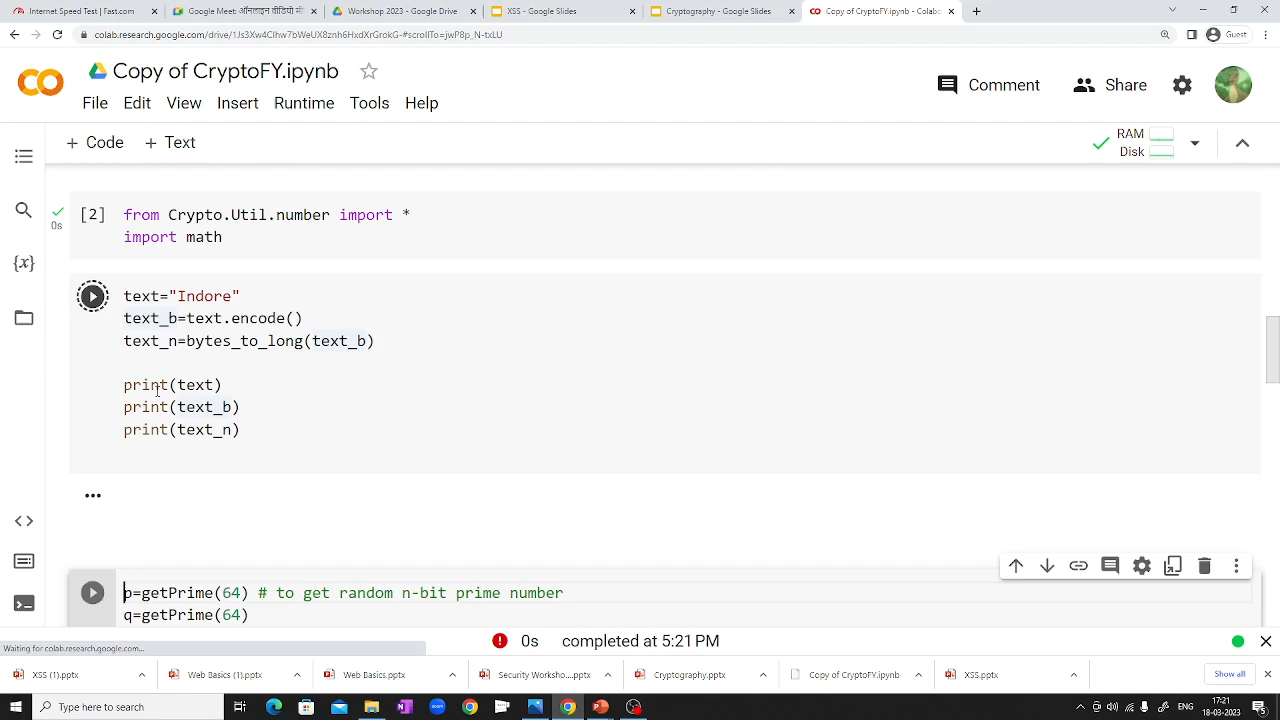 Internet Speed Test | Fast.com
Google Meet: ऑनलाइन वीडियो मी
Workshop 2023 - Google Drive
XSS - Google Slides
Cryptography - Google Slides
Copy of CryptoFY.ipynb - Colabo
colab.research.google.com/drive/1Js3Xw4Clhw7bWeUX8znh6HxdXrGrokG-#scrollTo=jwP8p_N-txLU
Guest
Copy of CryptoFY.ipynb
Comment
Share
File Edit View Insert Runtime Tools Help
+ Code + Text
RAM
Disk
[2] from Crypto.Util.number import *
0s
import math
text="Indore"
text_b=text.encode()
text_n=bytes_to_long(text_b)
print(text)
print(text_b)
print(text_n)
p=getPrime(64) # to get random n-bit prime number
q=getPrime(64)
Waiting for colab.research.google.com...
0s completed at 5:21 PM
XSS (1).pptx
Web Basics (1).pptx
Web Basics.pptx
Security Worksho....pptx
Cryptography.pptx
Copy of CryptoFY.ipynb
XSS.pptx
Show all
Type here to search
ENG
17:21
18-03-2023